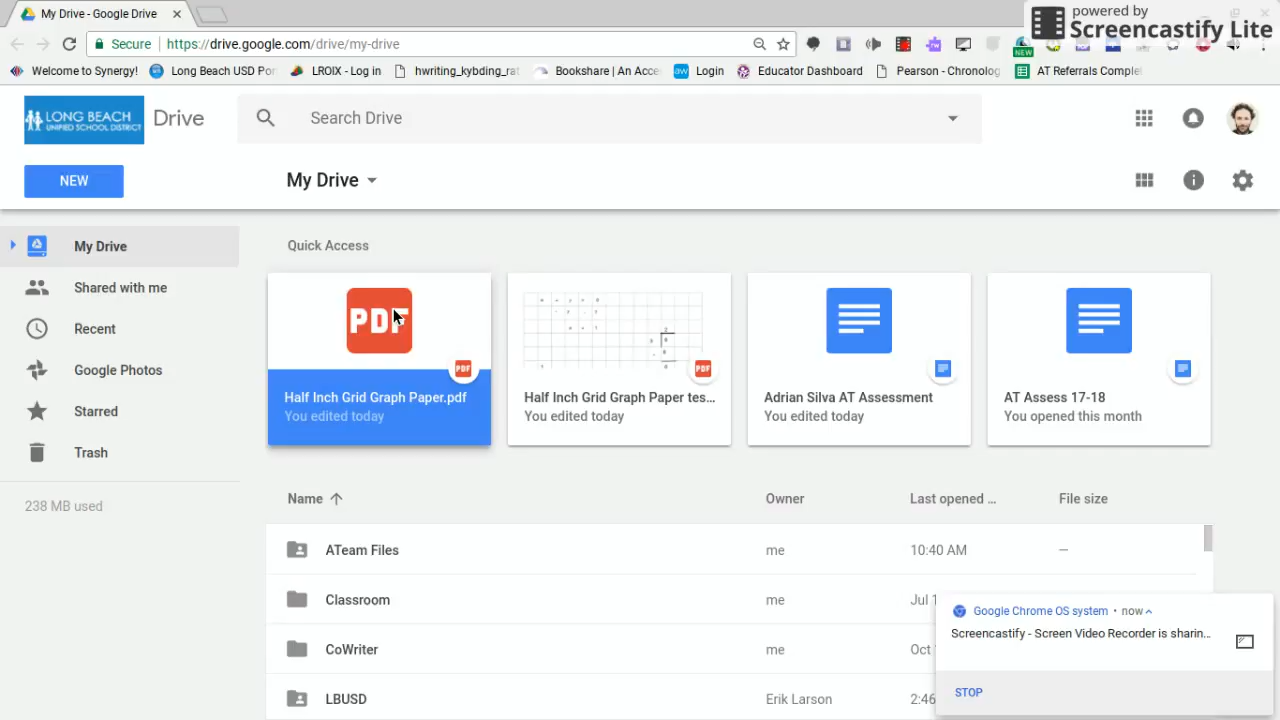 My Drive - Google Drive
powered by
Screencastify Lite
Secure
https://drive.google.com/drive/my-drive
NEW
Welcome to Synergy!
Long Beach USD Por
ROIX - Log in
nwriting_kybding_rat
Bookshare | An Acce
Login
Educator Dashboard
Pearson - Chronolog
AT Referrals Complet
LONG BEACH
UNIFIED SCHOOL DISTRICT
Drive
Search Drive
NEW
My Drive
My Drive
Shared with me
Recent
Google Photos
Starred
Trash
238 MB used
Quick Access
PDF
PDF
Half Inch Grid Graph Paper.pdf
You edited today
PDF
Half Inch Grid Graph Paper tes...
You edited today
Adrian Silva AT Assessment
You edited today
AT Assess 17-18
You opened this month
Name
Owner
Last opened ...
File size
ATeam Files
me
10:40 AM
—
Classroom
me
Jul 1
CoWriter
me
Oct
LBUSD
Erik Larson
2:46
Google Chrome OS system • now
Screencastify - Screen Video Recorder is sharin...
STOP